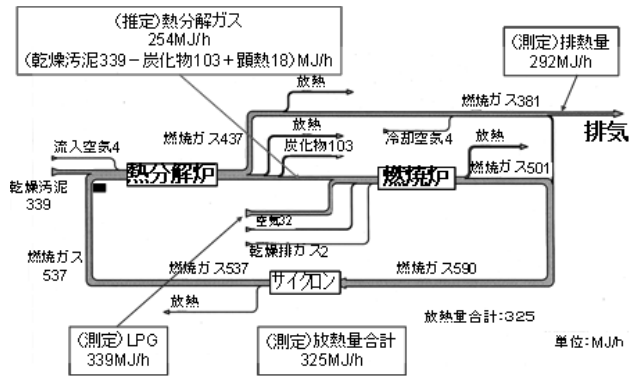 (推定)熱分解ガス
254MJ/h
(乾燥汚泥339－炭化物103＋顕熱18)MJ/h
(測定)排熱量
292MJ/h
放熱
燃焼ガス381
排気
流入空気4
燃焼ガス437
放熱
炭化物103
冷却空気4
放熱
熱分解炉
燃焼炉
燃焼ガス501
乾燥汚泥
339
空気32
乾燥排ガス2
燃焼ガス
537
燃焼ガス537
サイクロン
燃焼ガス590
放熱
放熱量合計:325
(測定)LPG
339MJ/h
(測定)放熱量合計
325MJ/h
単位:MJ/h